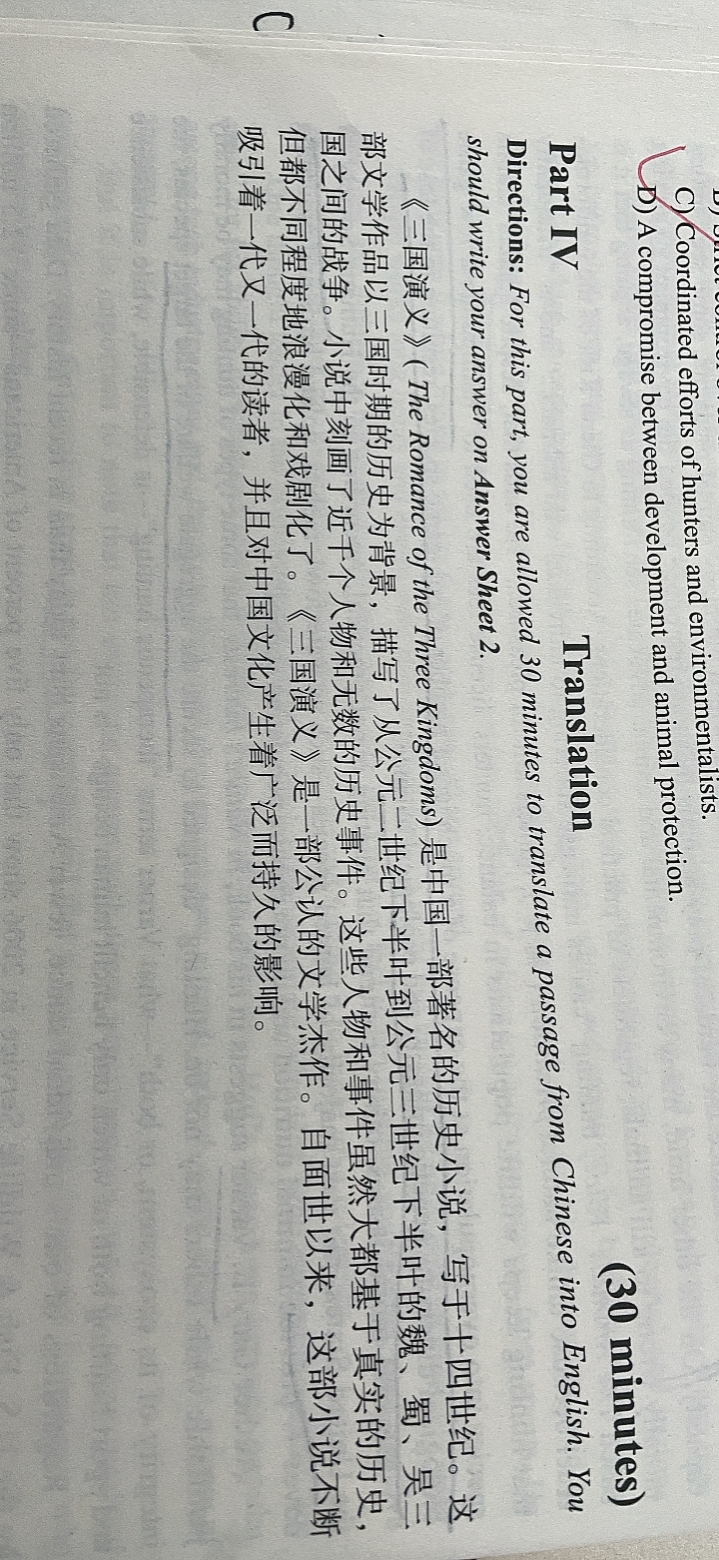 C) Coordinated efforts of hunters and environmentalists.
D) A compromise between development and animal protection.
Part IV Translation (30 minutes)
Directions: For this part, you are allowed 30 minutes to translate a passage from Chinese into English. You
should write your answer on Answer Sheet 2.
《三国演义》( The Romance of the Three Kingdoms) 是中国一部著名的历史小说，写于十四世纪。这
部文学作品以三国时期的历史为背景，描写了从公元二世纪下半叶到公元三世纪下半叶的魏、蜀、吴三
国之间的战争。小说中刻画了近千个人物和无数的历史事件。这些人物和事件虽然大都基于真实的历史，
但都不同程度地浪漫化和戏剧化了。《三国演义》是一部公认的文学杰作。自面世以来，这部小说不断
吸引着一代又一代的读者，并且对中国文化产生着广泛而持久的影响。
C